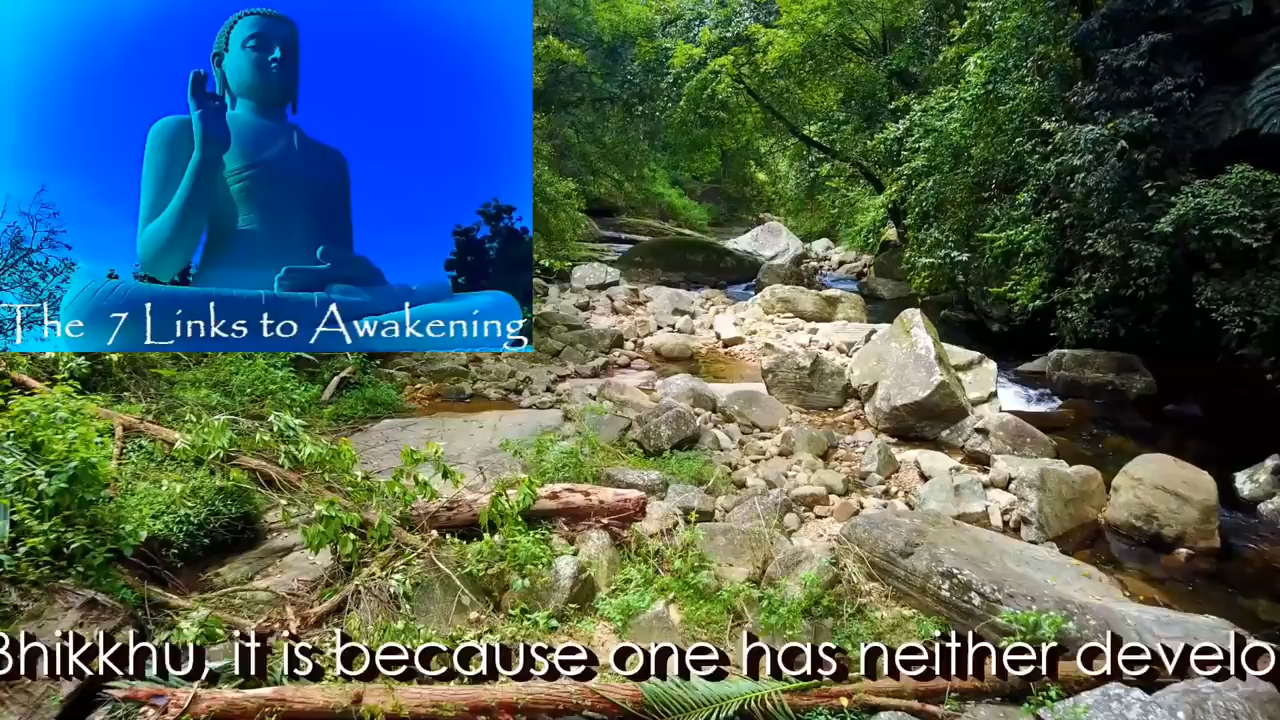 The 7 Links to Awakening
Bhikkhu, it is because one has neither develo